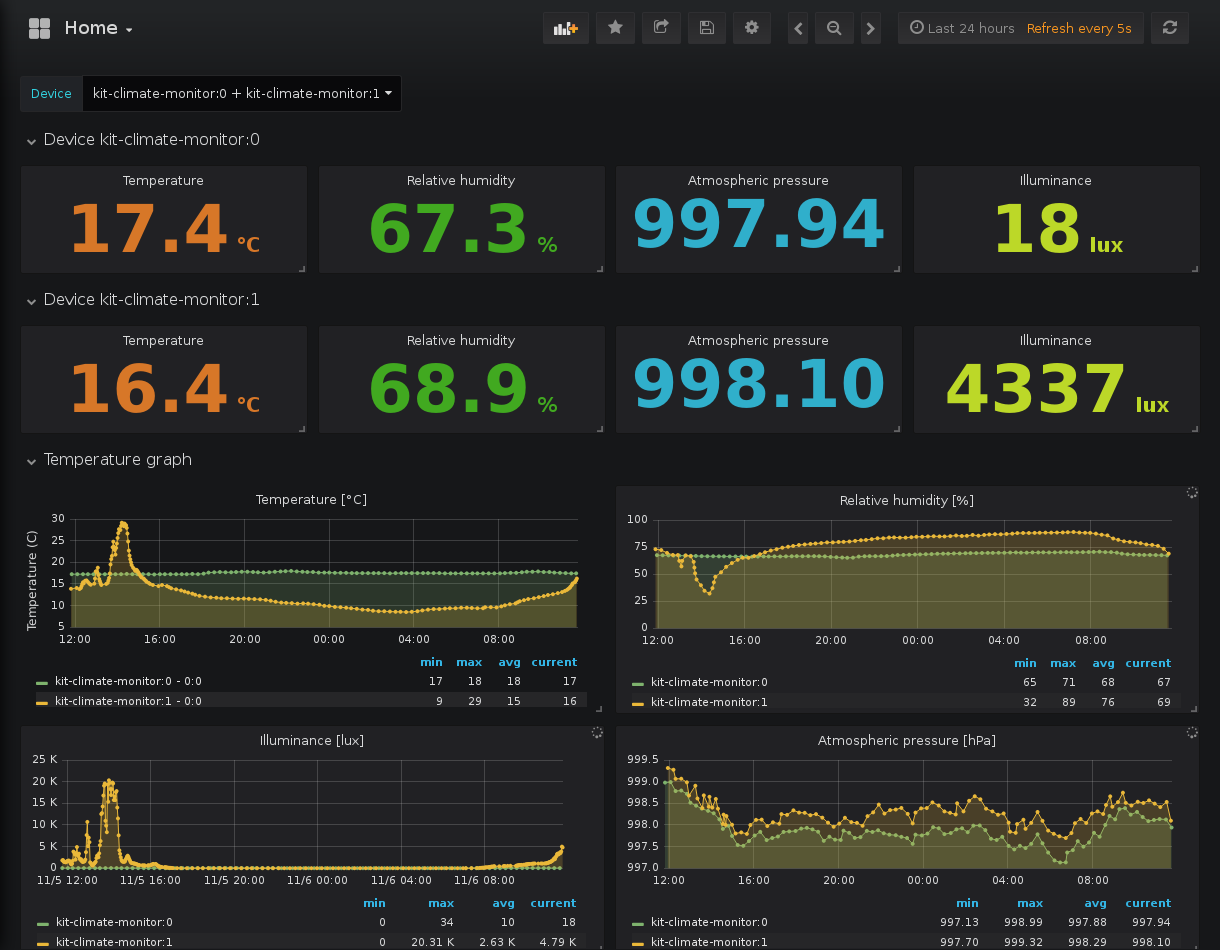 Home
Last 24 hours Refresh every 5s
Device kit-climate-monitor:0 + kit-climate-monitor:1
Device kit-climate-monitor:0
Temperature Relative humidity Atmospheric pressure Illuminance
17.4 °C 67.3 % 997.94 18 lux
Device kit-climate-monitor:1
Temperature Relative humidity Atmospheric pressure Illuminance
16.4 °C 68.9 % 998.10 4337 lux
Temperature graph
Temperature [°C]
Temperature (C)
30
25
20
15
10
5
12:00 16:00 20:00 00:00 04:00 08:00
min max avg current
kit-climate-monitor:0 - 0:0 17 18 18 17
kit-climate-monitor:1 - 0:0 9 29 15 16
Relative humidity [%]
100
75
50
25
0
12:00 16:00 20:00 00:00 04:00 08:00
min max avg current
kit-climate-monitor:0 65 71 68 67
kit-climate-monitor:1 32 89 76 69
Illuminance [lux]
25 K
20 K
15 K
10 K
5 K
0
11/5 12:00 11/5 16:00 11/5 20:00 11/6 00:00 11/6 04:00 11/6 08:00
min max avg current
kit-climate-monitor:0 0 34 10 18
kit-climate-monitor:1 0 20.31 K 2.63 K 4.79 K
Atmospheric pressure [hPa]
999.5
999.0
998.5
998.0
997.5
997.0
12:00 16:00 20:00 00:00 04:00 08:00
min max avg current
kit-climate-monitor:0 997.13 998.99 997.88 997.94
kit-climate-monitor:1 997.70 999.32 998.29 998.10